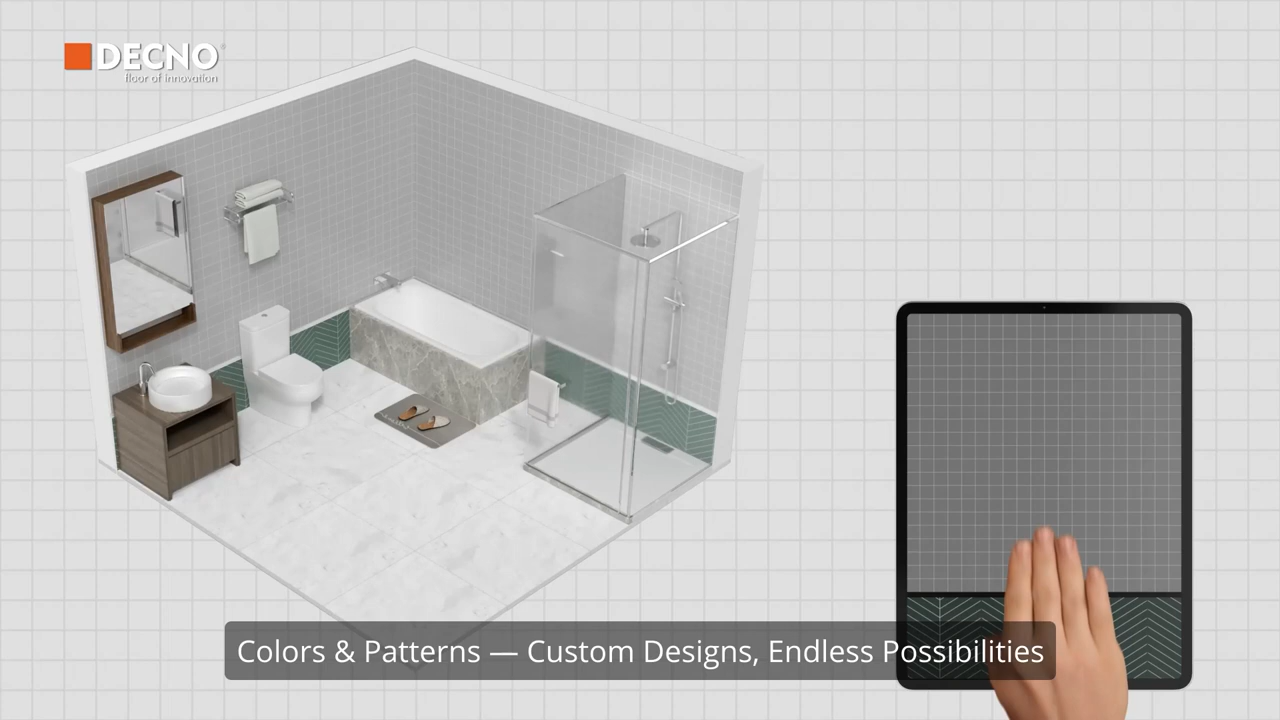 DECNO
floor of innovation
Colors & Patterns — Custom Designs, Endless Possibilities